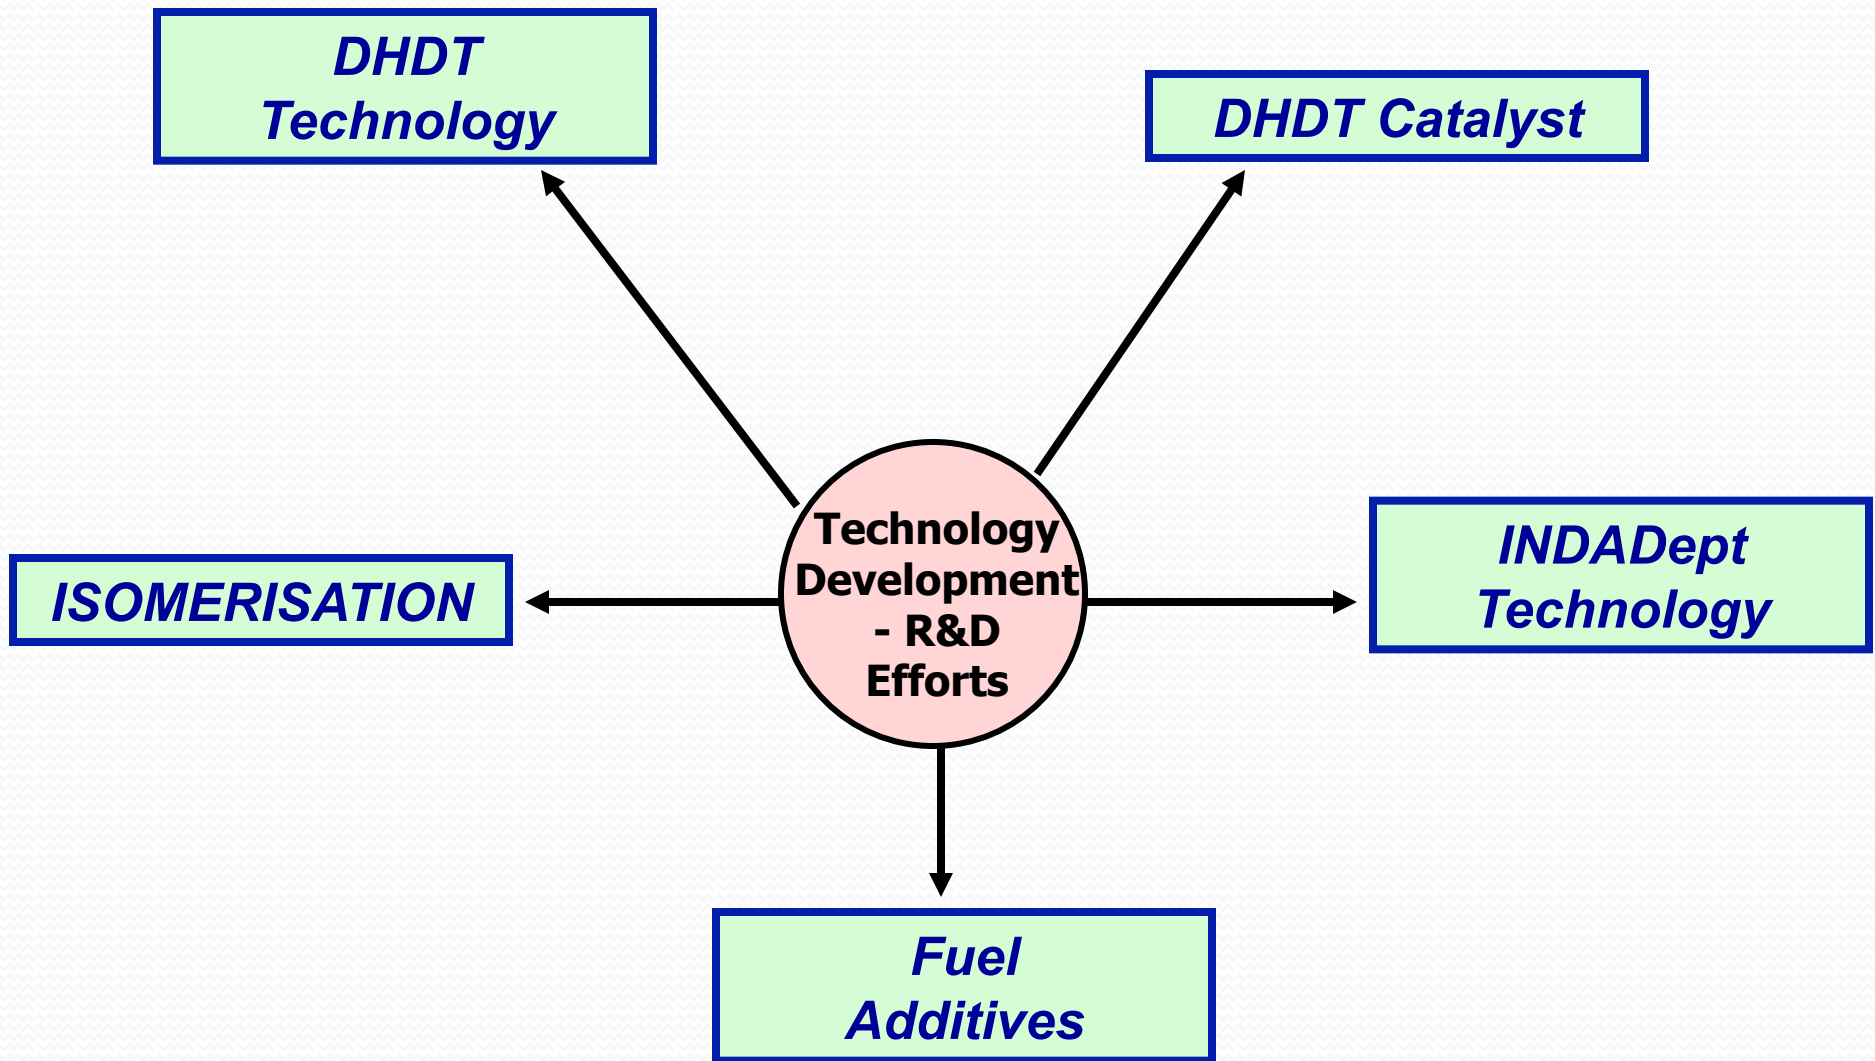 DHDT
Technology
DHDT Catalyst
Technology
Development
- R&D
Efforts
ISOMERISATION
INDADept
Technology
Fuel
Additives